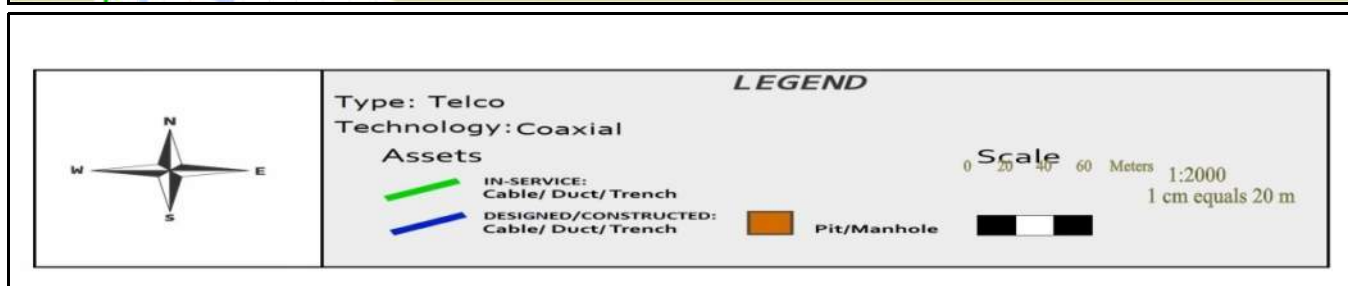 LEGEND
N
W
E
S
Type: Telco
Technology: Coaxial
Assets
Scale
0 20 40 60 Meters 1:2000
1 cm equals 20 m
IN-SERVICE:
Cable/ Duct/ Trench
DESIGNED/CONSTRUCTED:
Cable/ Duct/ Trench
Pit/Manhole